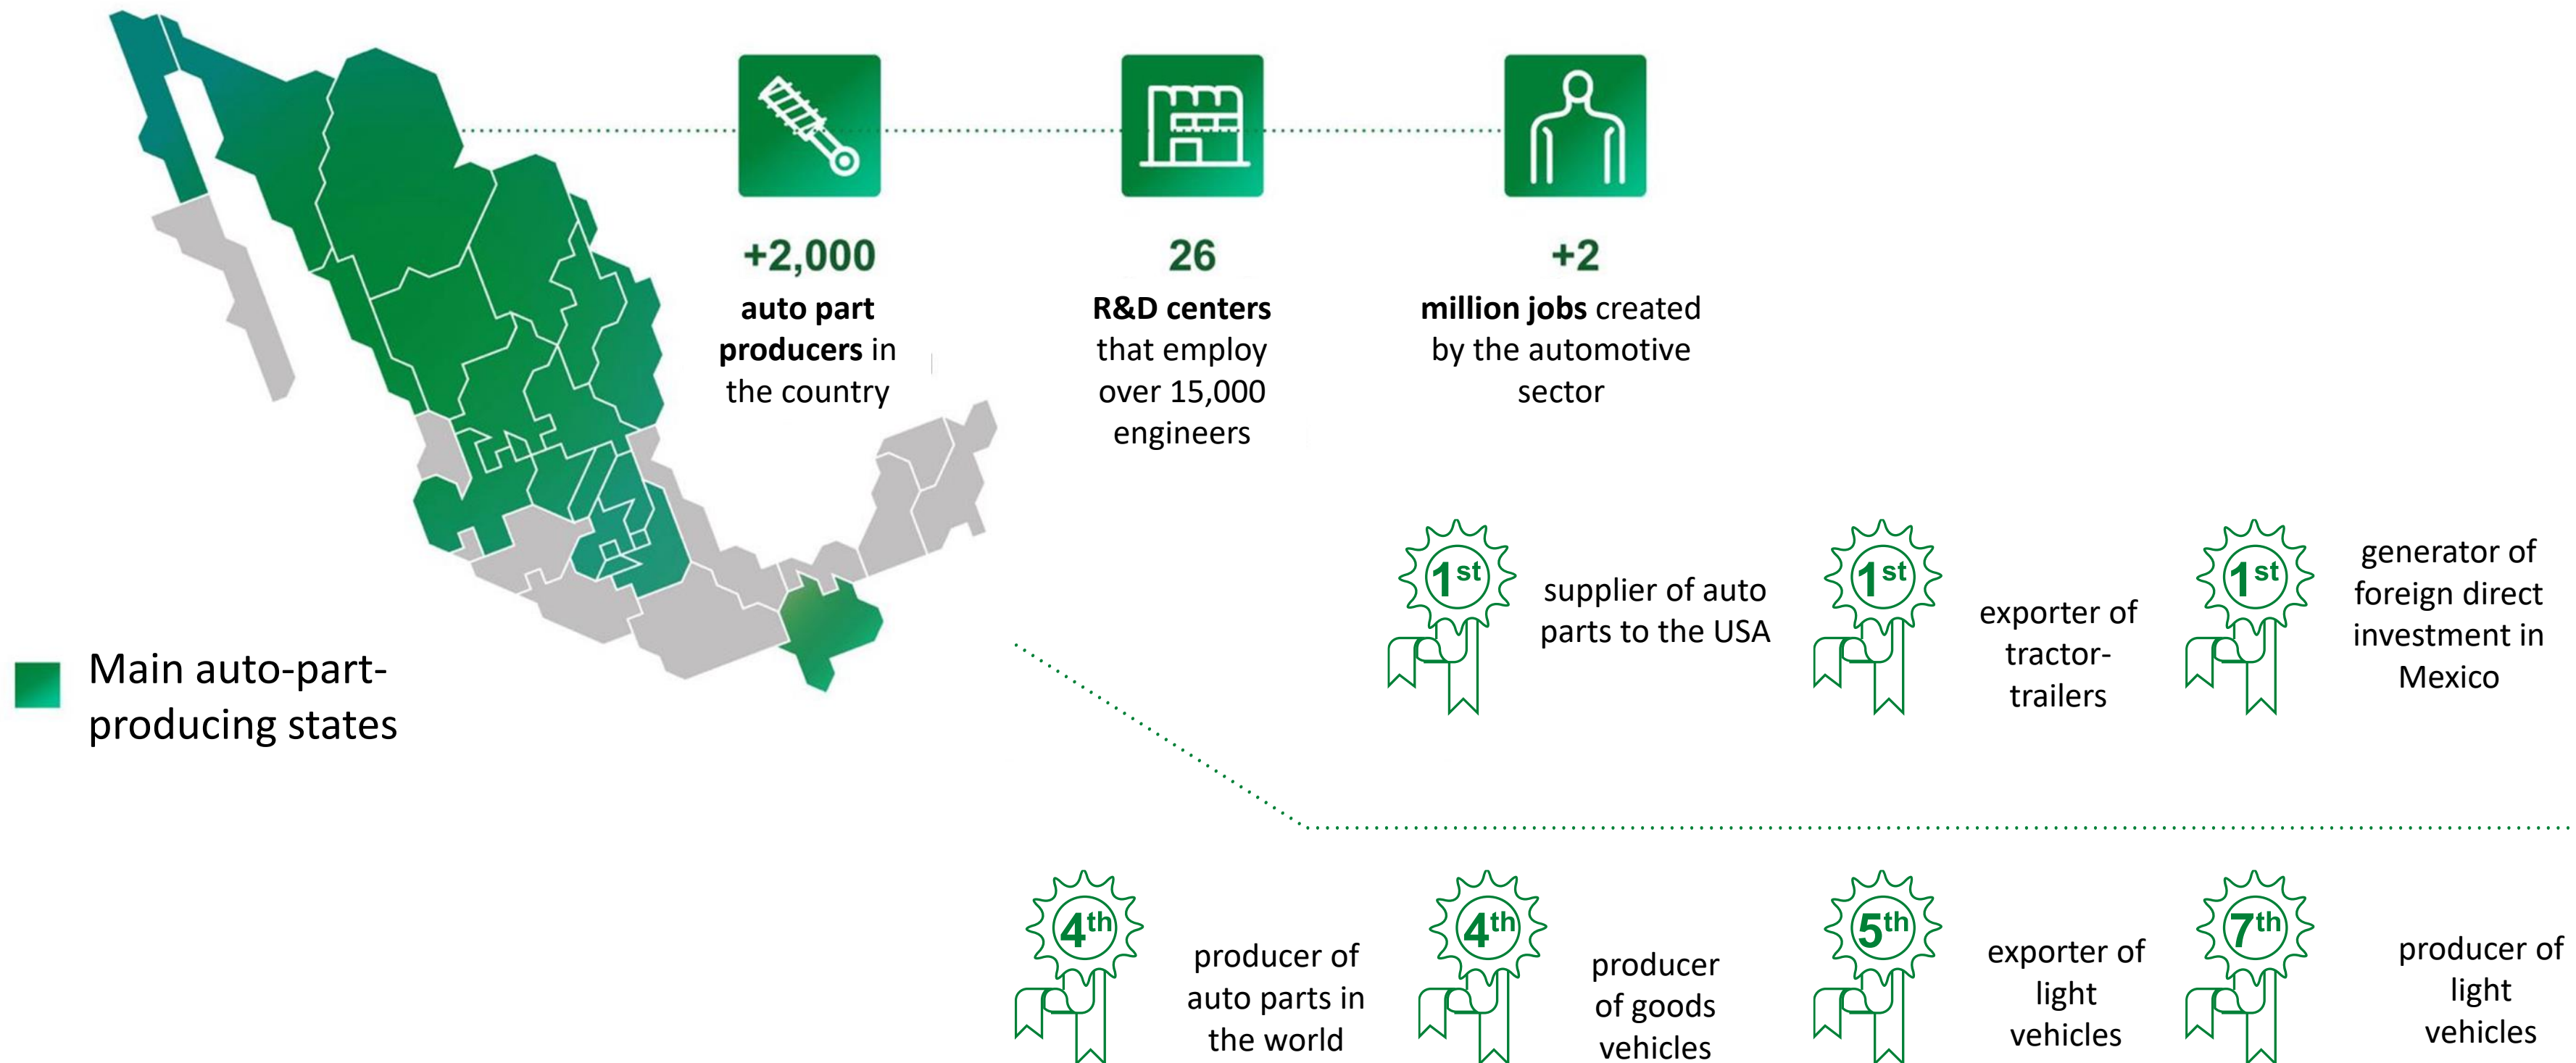 +2,000
auto part
producers in
the country
26
R&D centers
that employ
over 15,000
engineers
+2
million jobs created
by the automotive
sector
1st
supplier of auto
parts to the USA
1st
exporter of
tractor-
trailers
1st
generator of
foreign direct
investment in
Mexico
Main auto-part-
producing states
4th
producer of
auto parts in
the world
4th
producer
of goods
vehicles
5th
exporter of
light
vehicles
7th
producer of
light
vehicles